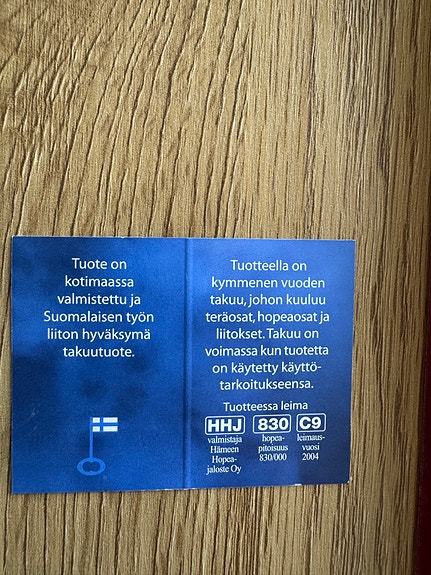 Tuote on
kotimaassa
valmistettu ja
Suomalaisen työn
liiton hyväksymä
takuutuote.
Tuotteella on
kymmenen vuoden
takuu, johon kuuluu
teräosat, hopeaosat ja
liitokset. Takuu on
voimassa kun tuotetta
on käytetty käyttö-
tarkoitukseensa.
Tuotteessa leima
HHJ 830 C9
valmistaja
Hämeen
Hopea-
jaloste Oy
hopea-
pitoisuus
830/000
leimaus-
vuosi
2004